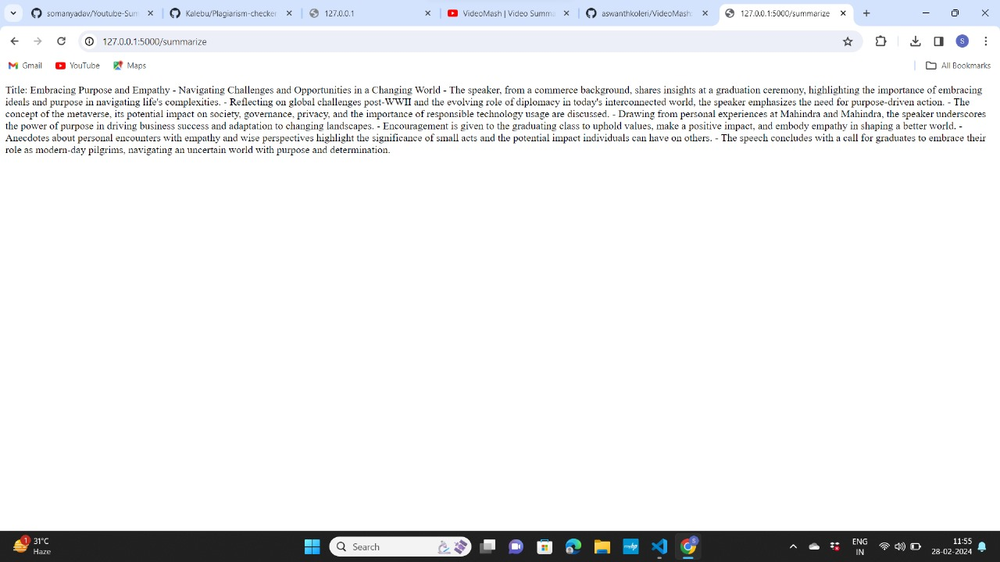 somanyadav/Youtube-Sum
Kalebu/Plagiarism-checker
127.0.0.1
VideoMash | Video Summa
aswanthkoleri/VideoMash:
127.0.0.1:5000/summarize
127.0.0.1:5000/summarize
S
Gmail
YouTube
Maps
All Bookmarks
Title: Embracing Purpose and Empathy - Navigating Challenges and Opportunities in a Changing World - The speaker, from a commerce background, shares insights at a graduation ceremony, highlighting the importance of embracing
ideals and purpose in navigating life's complexities. - Reflecting on global challenges post-WWII and the evolving role of diplomacy in today's interconnected world, the speaker emphasizes the need for purpose-driven action. - The
concept of the metaverse, its potential impact on society, governance, privacy, and the importance of responsible technology usage are discussed. - Drawing from personal experiences at Mahindra and Mahindra, the speaker underscores
the power of purpose in driving business success and adaptation to changing landscapes. - Encouragement is given to the graduating class to uphold values, make a positive impact, and embody empathy in shaping a better world. -
Anecdotes about personal encounters with empathy and wise perspectives highlight the significance of small acts and the potential impact individuals can have on others. - The speech concludes with a call for graduates to embrace their
role as modern-day pilgrims, navigating an uncertain world with purpose and determination.
1
31°C
Haze
Search
myhp
S
ENG
IN
11:55
28-02-2024